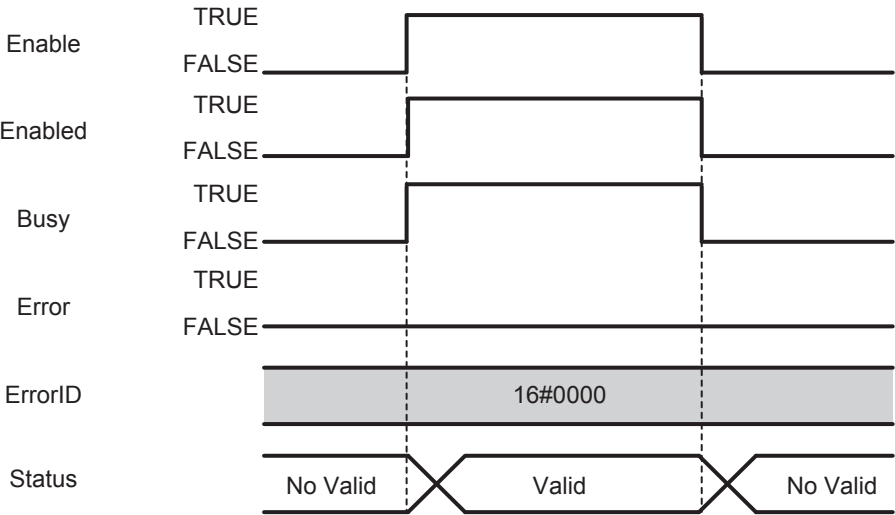 Enable
TRUE
FALSE
Enabled
TRUE
FALSE
Busy
TRUE
FALSE
Error
TRUE
FALSE
ErrorID
16#0000
Status
No Valid
Valid
No Valid